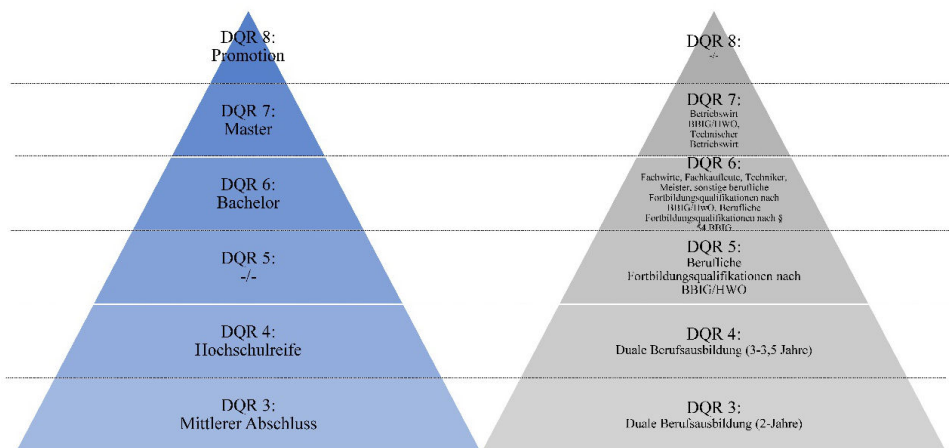 DQR 8:
Promotion
DQR 7:
Master
DQR 6:
Bachelor
DQR 5:
-/-
DQR 4:
Hochschulreife
DQR 3:
Mittlerer Abschluss
DQR 8:
-/-
DQR 7:
Betriebswirt
BBIG/HWO,
Technischer
Betriebswirt
DQR 6:
Fachwirte, Fachkaufleute, Techniker,
Meister, sonstige berufliche
Fortbildungsqualifikationen nach
BBIG/HwO, Berufliche
Fortbildungsqualifikationen nach §
54 BBIG
DQR 5:
Berufliche
Fortbildungsqualifikationen nach
BBIG/HWO
DQR 4:
Duale Berufsausbildung (3-3,5 Jahre)
DQR 3:
Duale Berufsausbildung (2-Jahre)